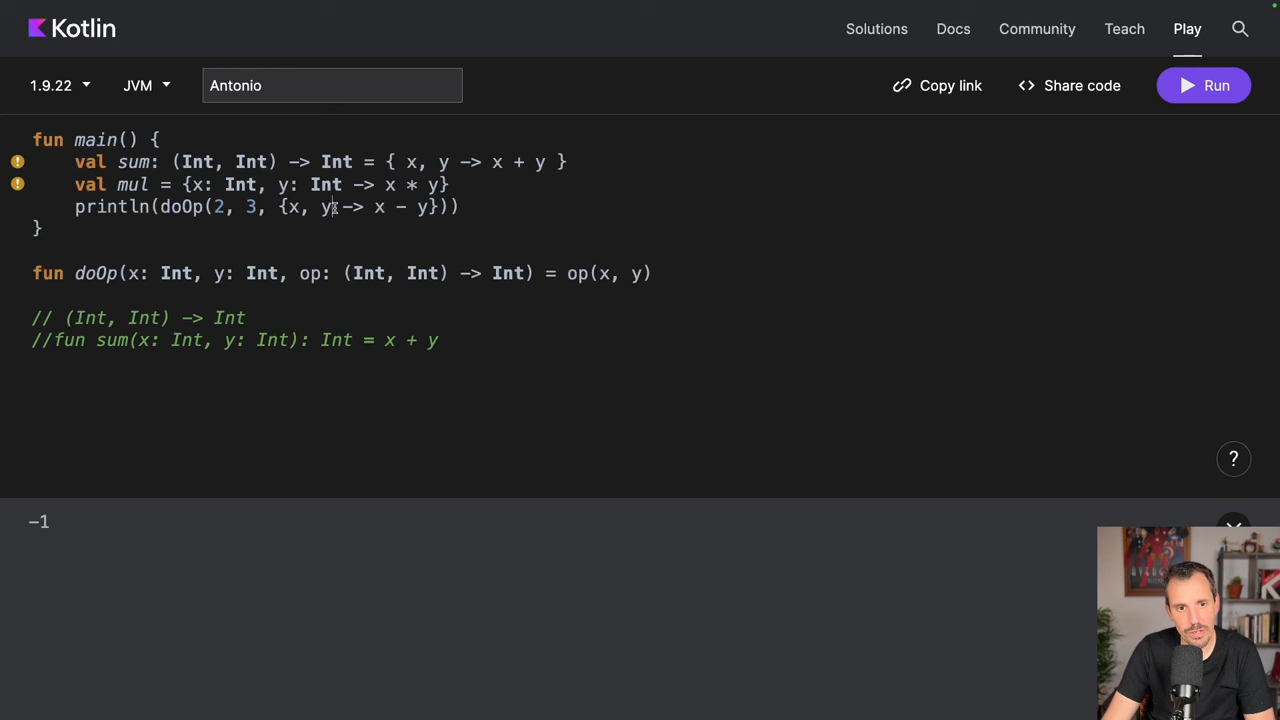 Kotlin
Solutions Docs Community Teach Play
1.9.22 JVM Antonio Copy link <> Share code Run
fun main() {
val sum: (Int, Int) -> Int = { x, y -> x + y }
val mul = {x: Int, y: Int -> x * y}
println(doOp(2, 3, {x, y -> x - y}))
}
fun doOp(x: Int, y: Int, op: (Int, Int) -> Int) = op(x, y)
// (Int, Int) -> Int
//fun sum(x: Int, y: Int): Int = x + y
?
-1